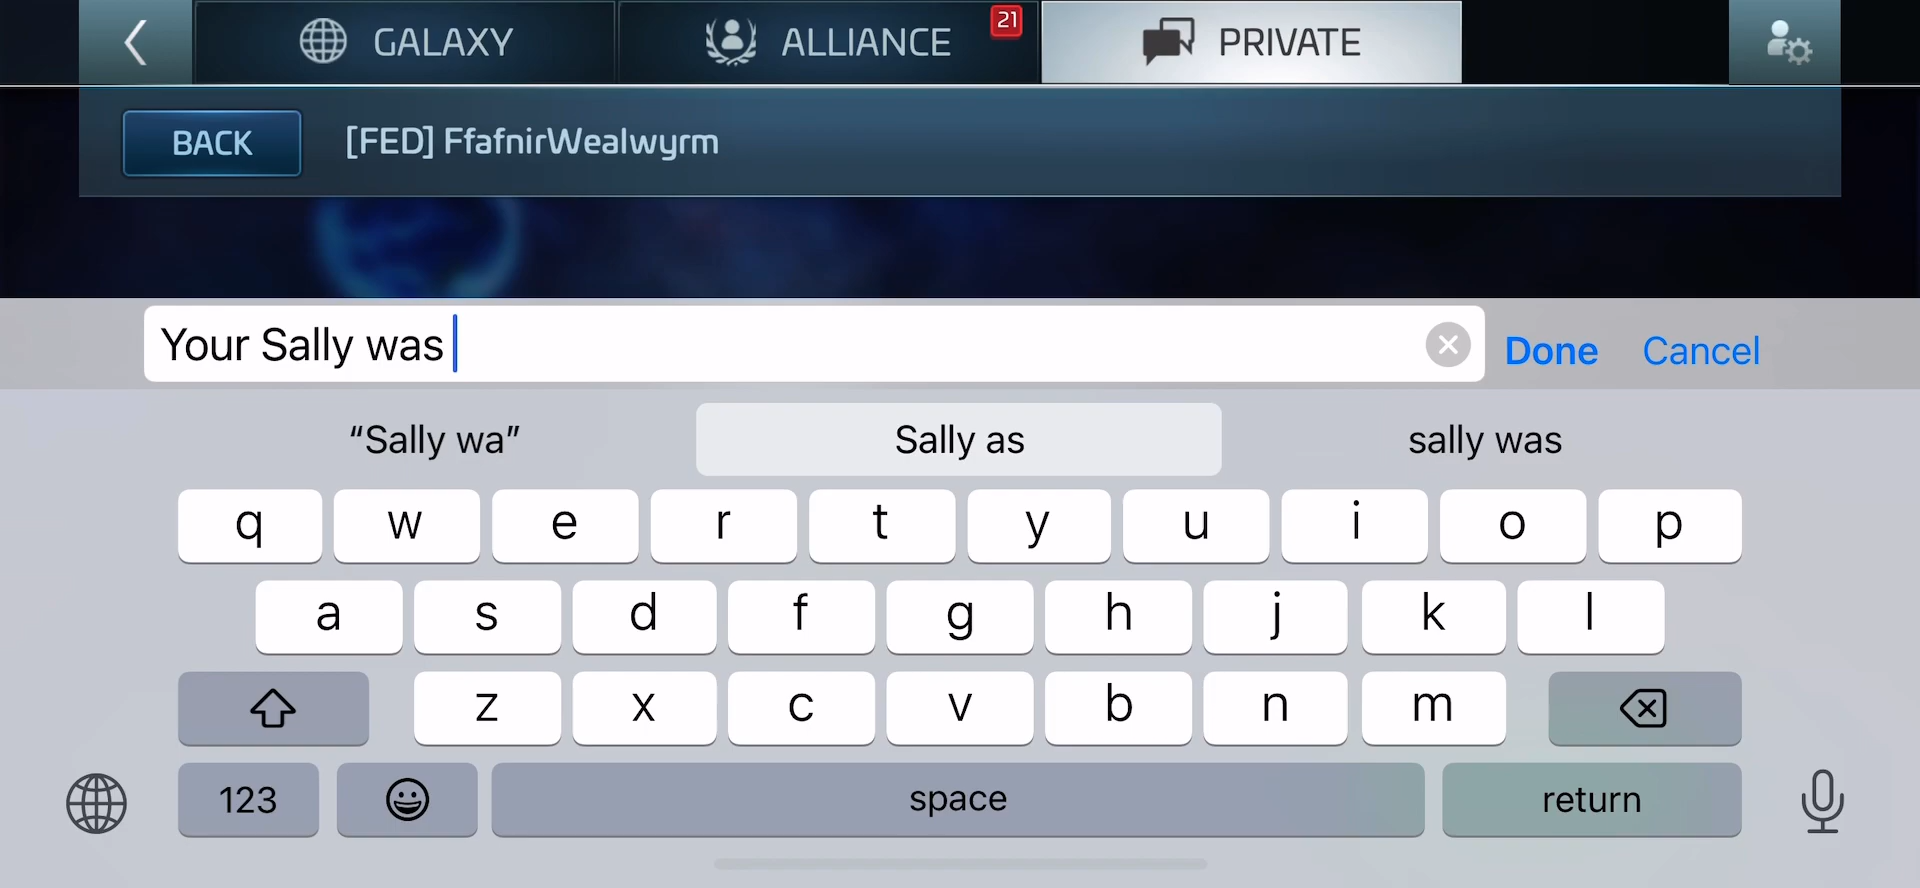 GALAXY
ALLIANCE
21
PRIVATE
BACK
[FED] FfafnirWealwyrm
Your Sally was
Done
Cancel
“Sally wa”
Sally as
sally was
q w e r t y u i o p
a s d f g h j k l
z x c v b n m
123
space
return